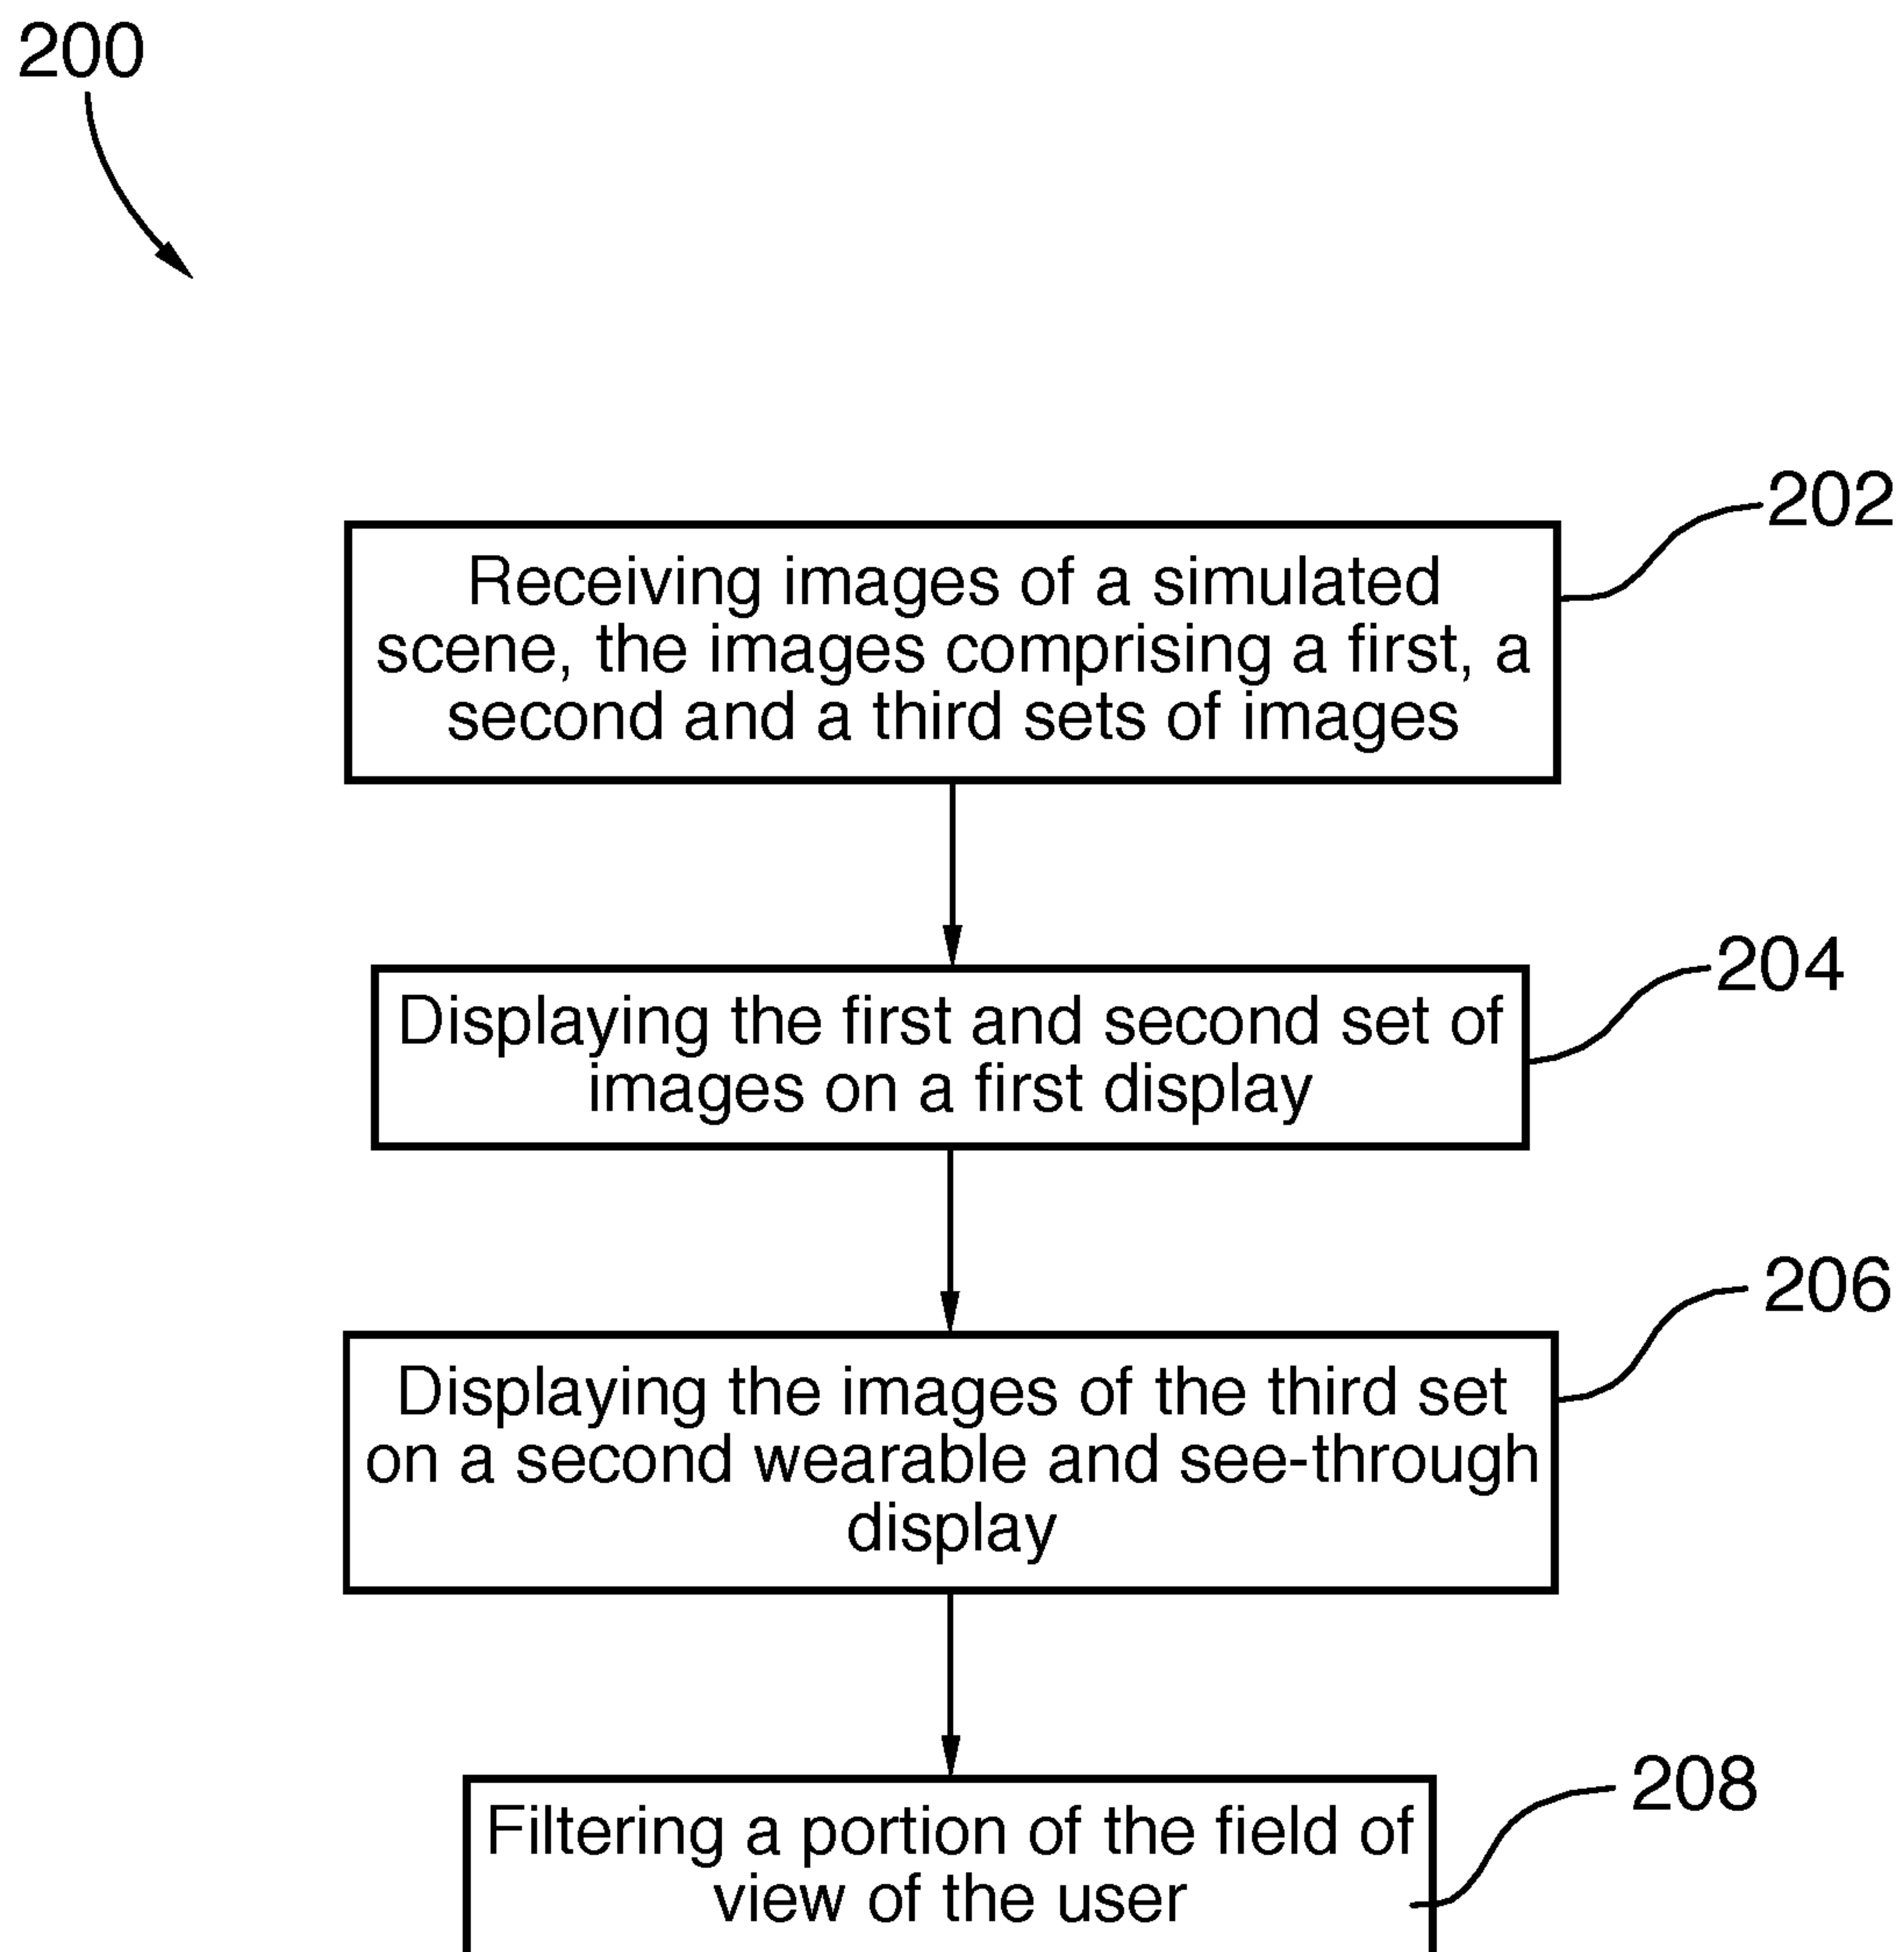 200
202
Receiving images of a simulated
scene, the images comprising a first, a
second and a third sets of images
204
Displaying the first and second set of
images on a first display
206
Displaying the images of the third set
on a second wearable and see-through
display
208
Filtering a portion of the field of
view of the user